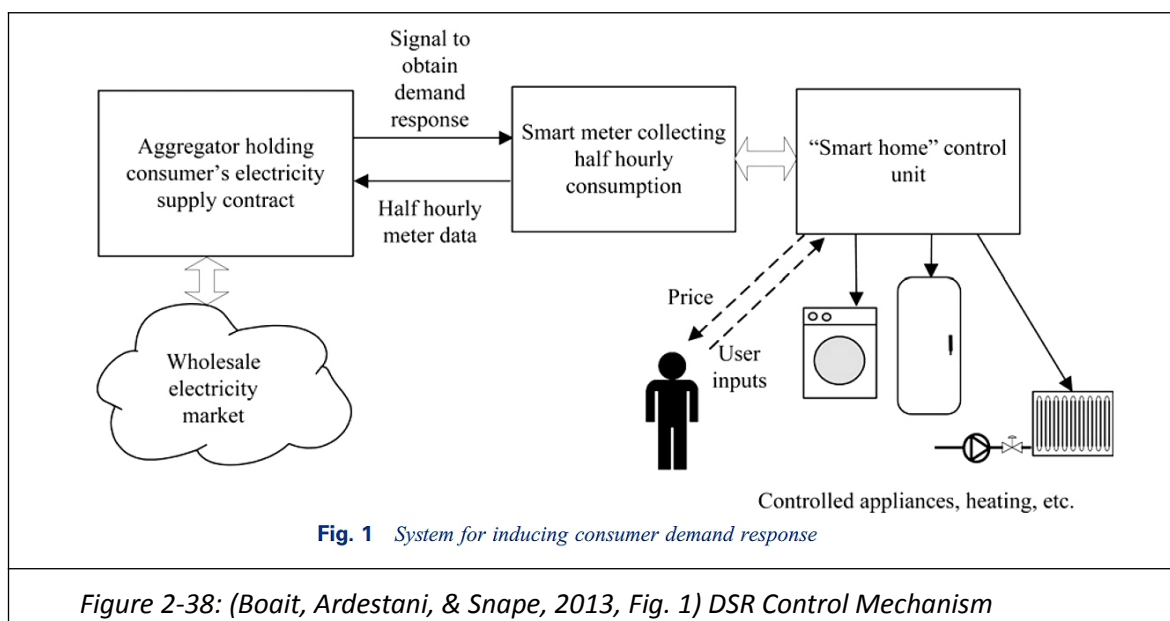 Signal to
obtain
demand
response
Aggregator holding
consumer's electricity
supply contract
Smart meter collecting
half hourly
consumption
"Smart home" control
unit
Half hourly
meter data
Price
User
inputs
Wholesale
electricity
market
Controlled appliances, heating, etc.
Fig. 1 System for inducing consumer demand response
Figure 2-38: (Boait, Ardestani, & Snape, 2013, Fig. 1) DSR Control Mechanism